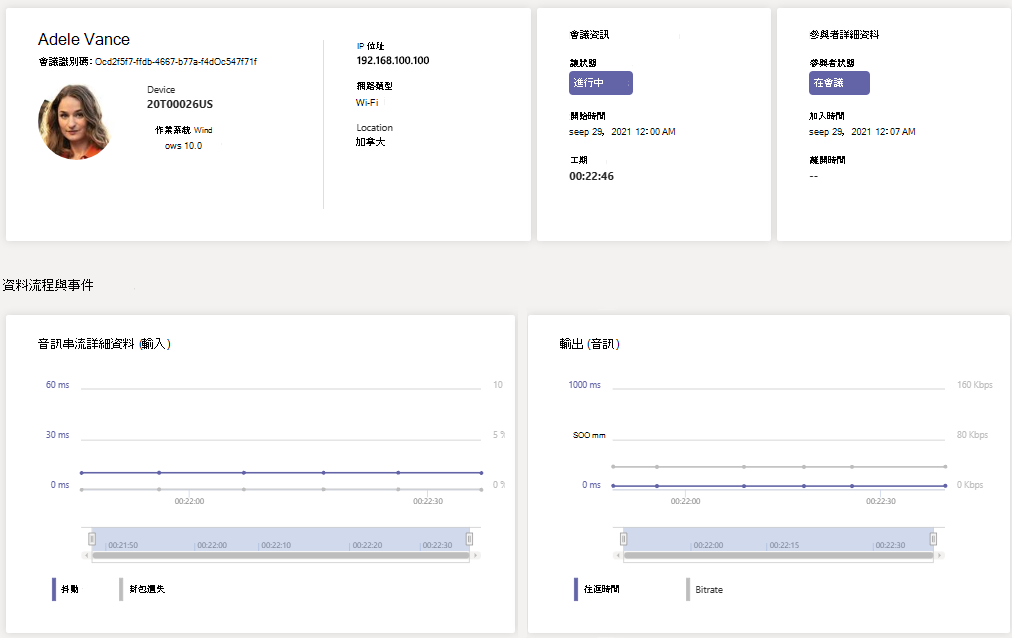 Adele Vance
會議識別碼: Ocd2f5f7-ffdb-4667-b77a-f4dOc547f71f
Device
20T00026US
作業系統 Wind
ows 10.0
IP 位址
192.168.100.100
網路類型
Wi-Fi
Location
加拿大
會議資訊
議狀態
進行中
開始時間
seep 29, 2021 12:00 AM
工期
00:22:46
參與者詳細資料
參與者狀態
在會議
加入時間
seep 29, 2021 12:07 AM
離開時間
--
資料流程與事件
音訊串流詳細資料 (輸入)
60 ms
10
30 ms
5 %
0 ms
0 %
00:22:00
00:22:30
00:21:50
00:22:00
00:22:10
00:22:20
00:22:30
抖動
封包遺失
輸出 (音訊)
1000 ms
160 Kbps
SOO mm
80 Kbps
0 ms
0 Kbps
00:22:00
00:22:30
00:22:00
00:22:15
00:22:30
往返時間
Bitrate